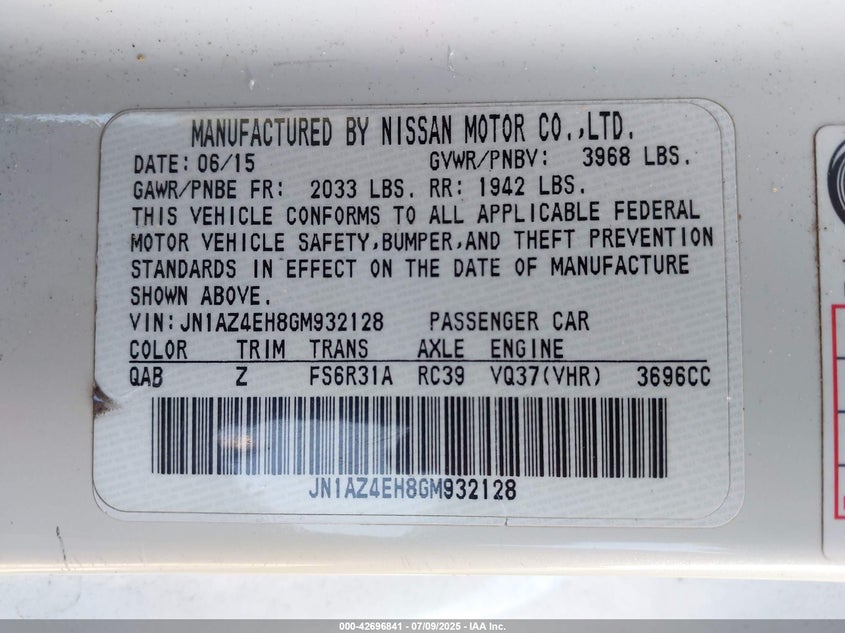 MANUFACTURED BY NISSAN MOTOR CO.,LTD.
DATE: 06/15 GVWR/PNBV: 3968 LBS.
GAWR/PNBE FR: 2033 LBS. RR: 1942 LBS.
THIS VEHICLE CONFORMS TO ALL APPLICABLE FEDERAL
MOTOR VEHICLE SAFETY,BUMPER,AND THEFT PREVENTION
STANDARDS IN EFFECT ON THE DATE OF MANUFACTURE
SHOWN ABOVE.
VIN:JN1AZ4EH8GM932128 PASSENGER CAR
COLOR TRIM TRANS AXLE ENGINE
QAB Z FS6R31A RC39 VQ37(VHR) 3696CC
JN1AZ4EH8GM932128
000-42696841 / 07/09/2025 - IAA Inc.